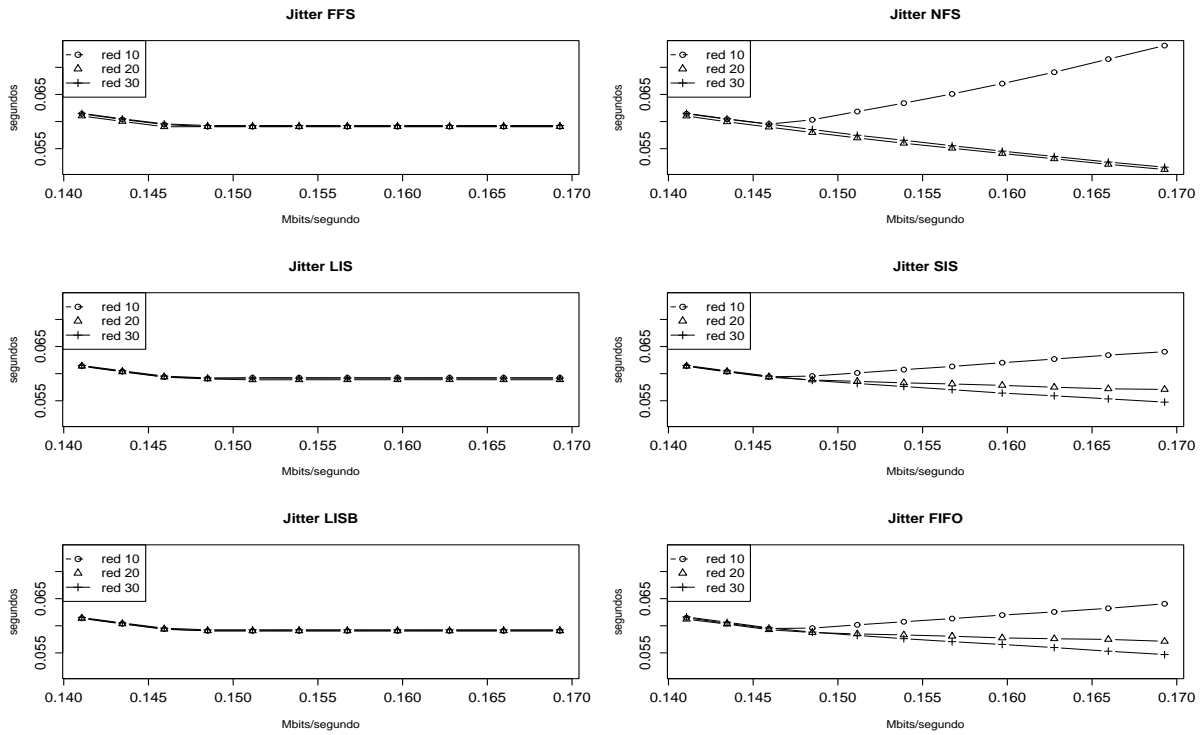 Jitter FFS
segundos
0.055
0.065
red 10
red 20
red 30
0.140 0.145 0.150 0.155 0.160 0.165 0.170
Mbits/segundo
Jitter NFS
segundos
0.055
0.065
red 10
red 20
red 30
0.140 0.145 0.150 0.155 0.160 0.165 0.170
Mbits/segundo
Jitter LIS
segundos
0.055
0.065
red 10
red 20
red 30
0.140 0.145 0.150 0.155 0.160 0.165 0.170
Mbits/segundo
Jitter SIS
segundos
0.055
0.065
red 10
red 20
red 30
0.140 0.145 0.150 0.155 0.160 0.165 0.170
Mbits/segundo
Jitter LISB
segundos
0.055
0.065
red 10
red 20
red 30
0.140 0.145 0.150 0.155 0.160 0.165 0.170
Mbits/segundo
Jitter FIFO
segundos
0.055
0.065
red 10
red 20
red 30
0.140 0.145 0.150 0.155 0.160 0.165 0.170
Mbits/segundo